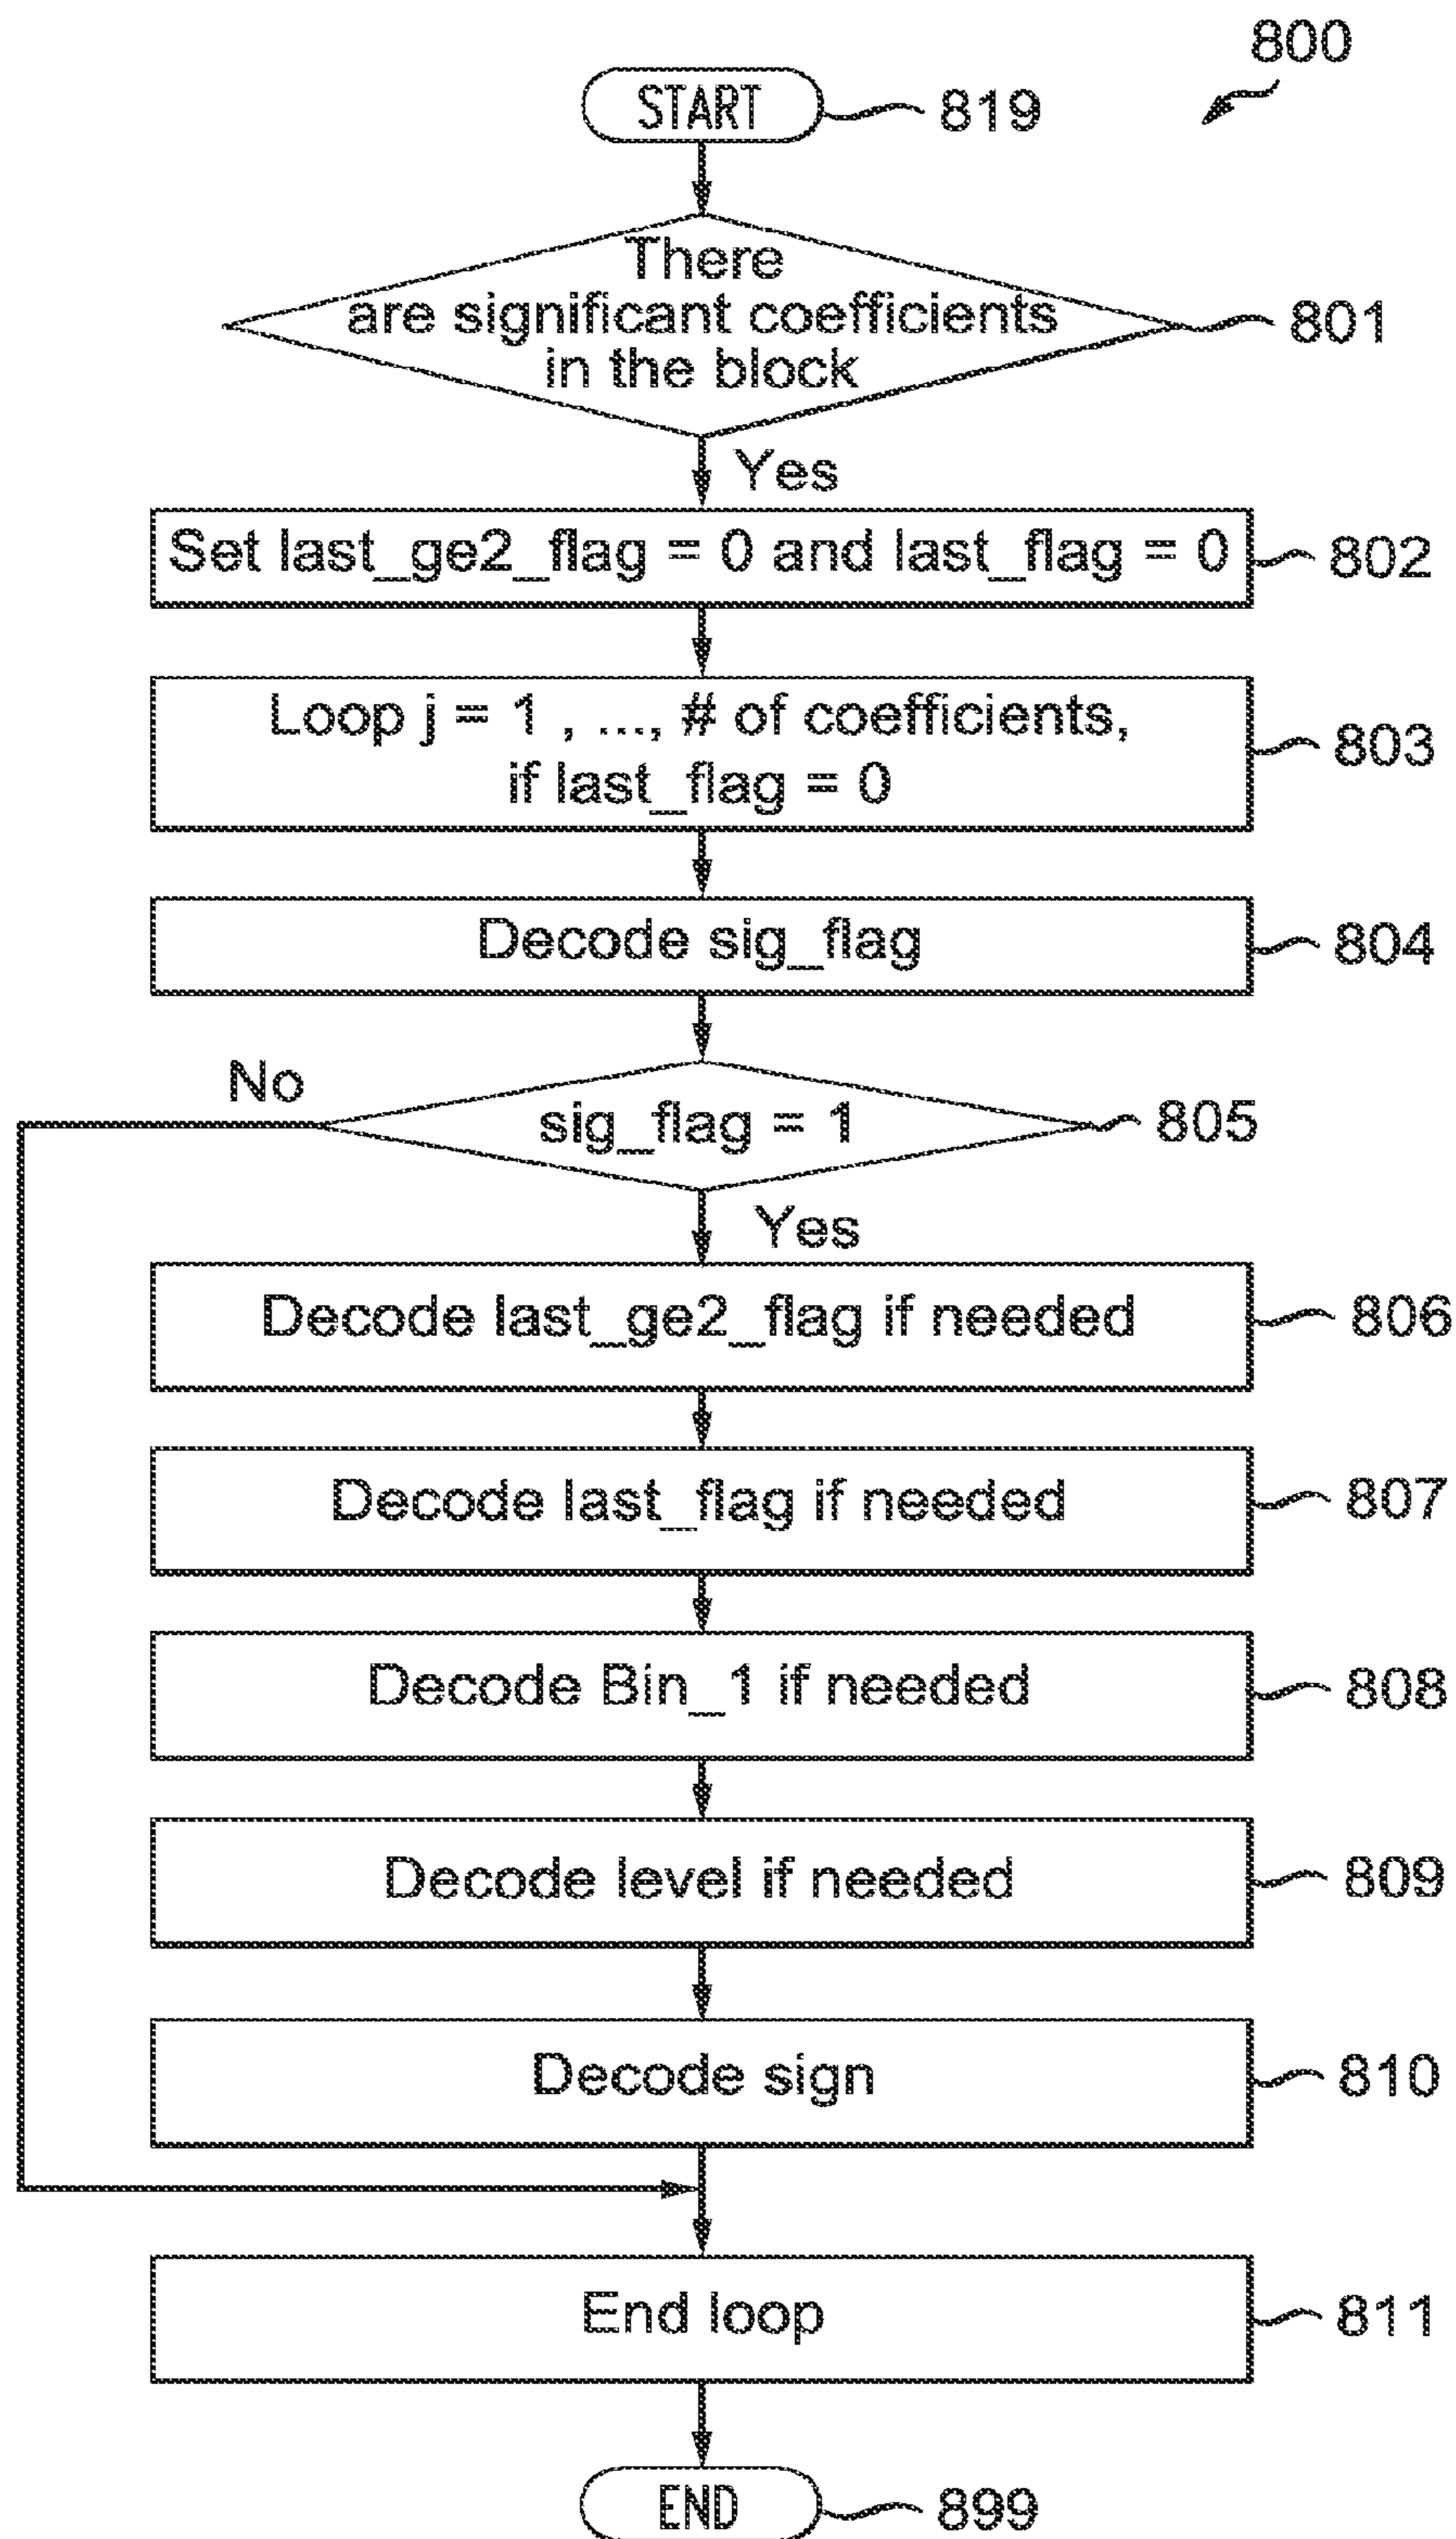 800
START
819
There
are significant coefficients
in the block
801
Yes
Set last_ge2_flag = 0 and last_flag = 0
802
Loop j = 1 , ..., # of coefficients,
if last_flag = 0
803
Decode sig_flag
804
No
sig_flag = 1
805
Yes
Decode last_ge2_flag if needed
806
Decode last_flag if needed
807
Decode Bin_1 if needed
808
Decode level if needed
809
Decode sign
810
End loop
811
END
899